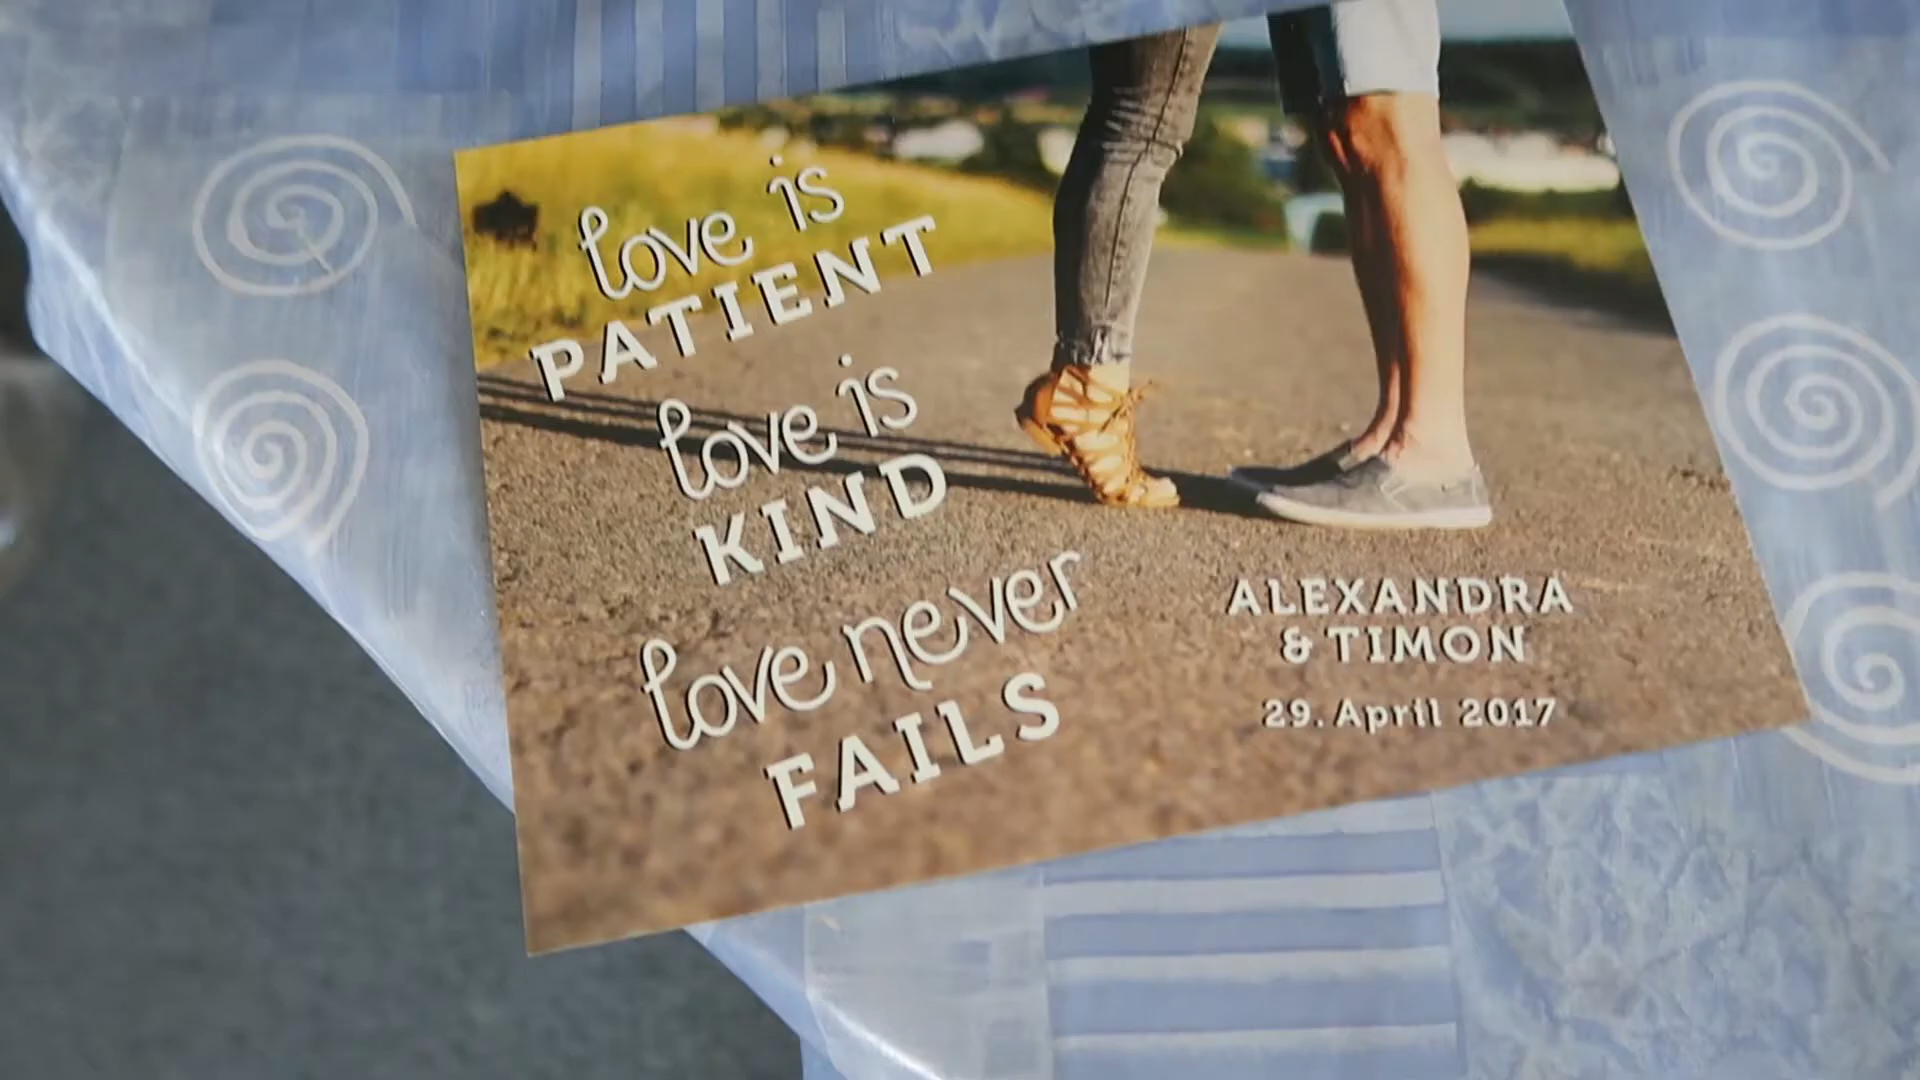 love is
PATIENT
love is
KIND
love never
FAILS
ALEXANDRA
& TIMON
29. April 2017